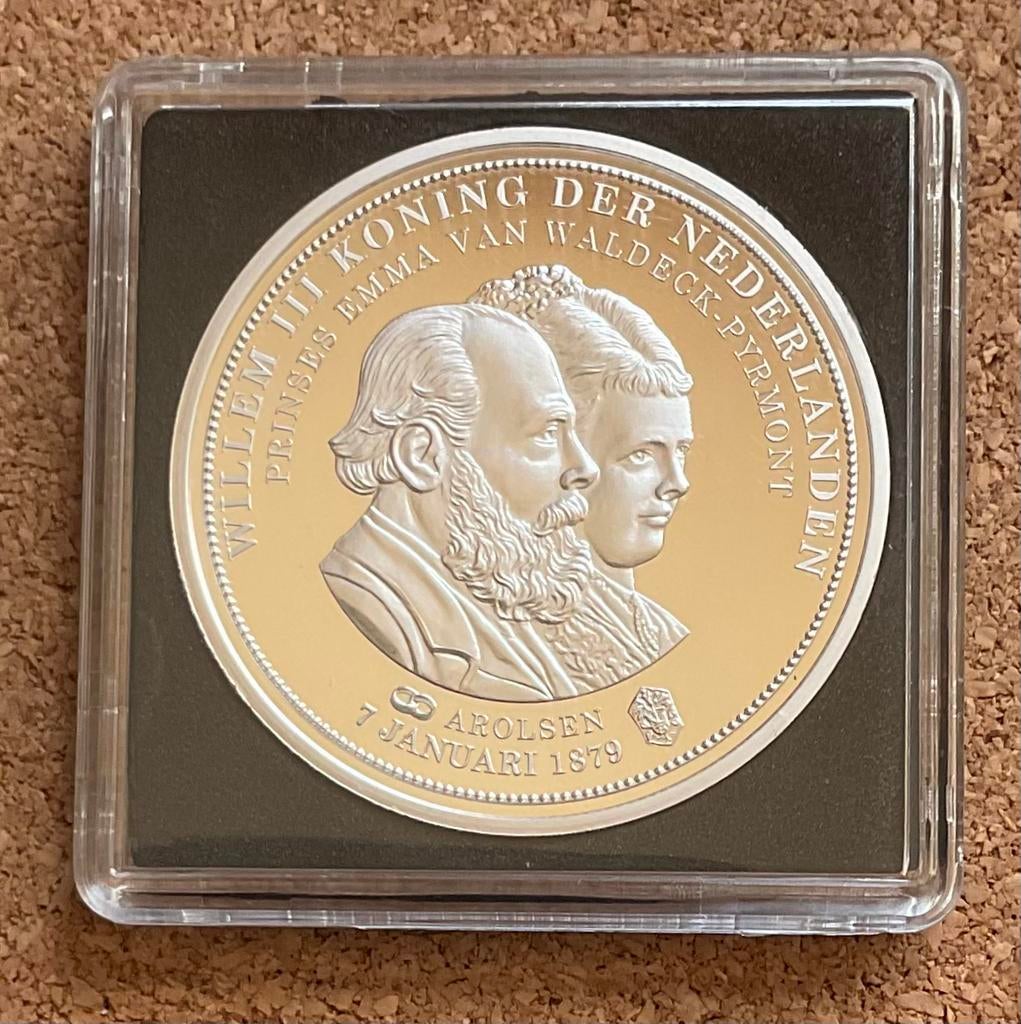 WILLEM III KONING DER NEDERLANDEN
PRINSES EMMA VAN WALDECK-PYRMONT
AROLSEN
7 JANUARI 1879